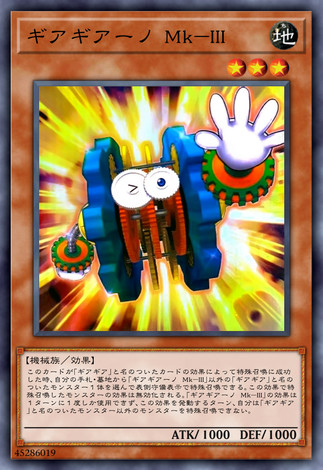 ギアギアーノ Mk-Ⅲ
地
【機械族/効果】
このカードが「ギアギア」と名のついたカードの効果によって特殊召喚に成功
した時、自分の手札・墓地から「ギアギアーノ Mk-Ⅲ」以外の「ギアギア」と名の
ついたモンスター1体を選んで表側守備表示で特殊召喚できる。この効果で特
殊召喚したモンスターの効果は無効化される。「ギアギアーノ Mk-Ⅲ」の効果は
1ターンに1度しか使用できず、この効果を発動するターン、自分は「ギアギア」
と名のついたモンスター以外のモンスターを特殊召喚できない。
ATK/1000 DEF/1000
45286019